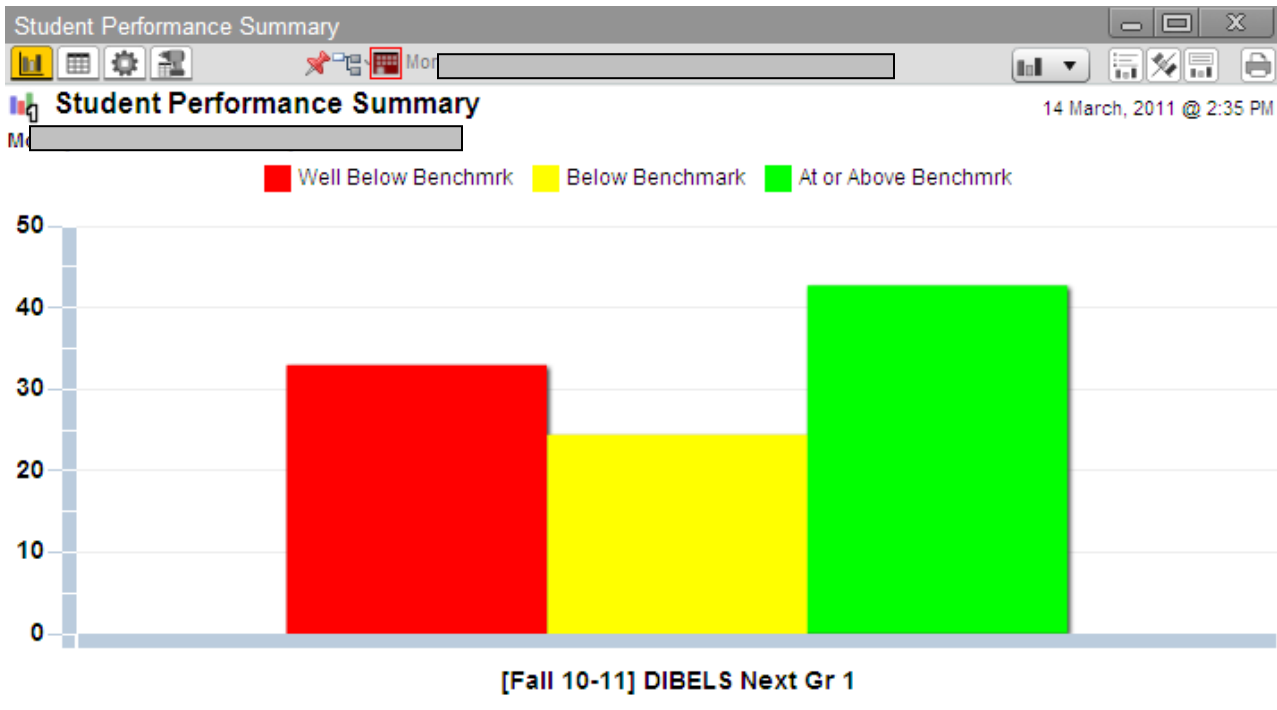 Student Performance Summary
Mor
Student Performance Summary
14 March, 2011 @ 2:35 PM
Well Below Benchmrk Below Benchmark At or Above Benchmrk
50
40
30
20
10
0
[Fall 10-11] DIBELS Next Gr 1